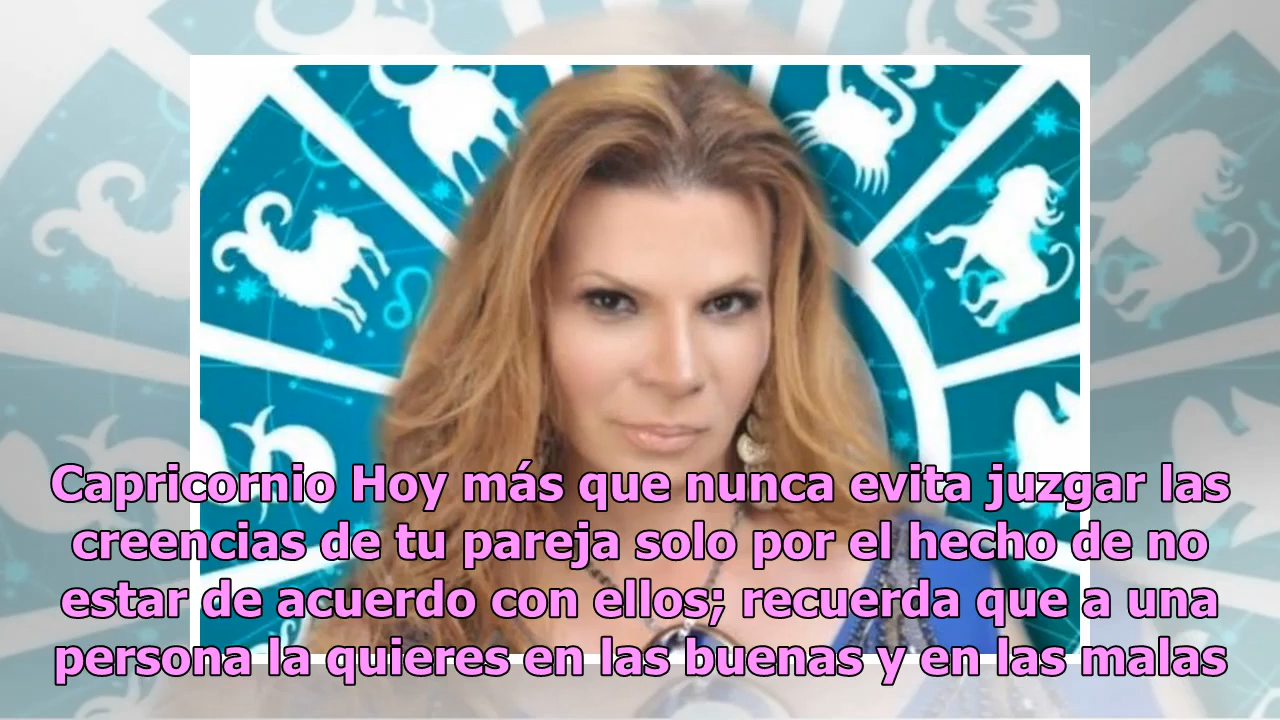 Capricornio Hoy más que nunca evita juzgar las
creencias de tu pareja solo por el hecho de no
estar de acuerdo con ellos; recuerda que a una
persona la quieres en las buenas y en las malas